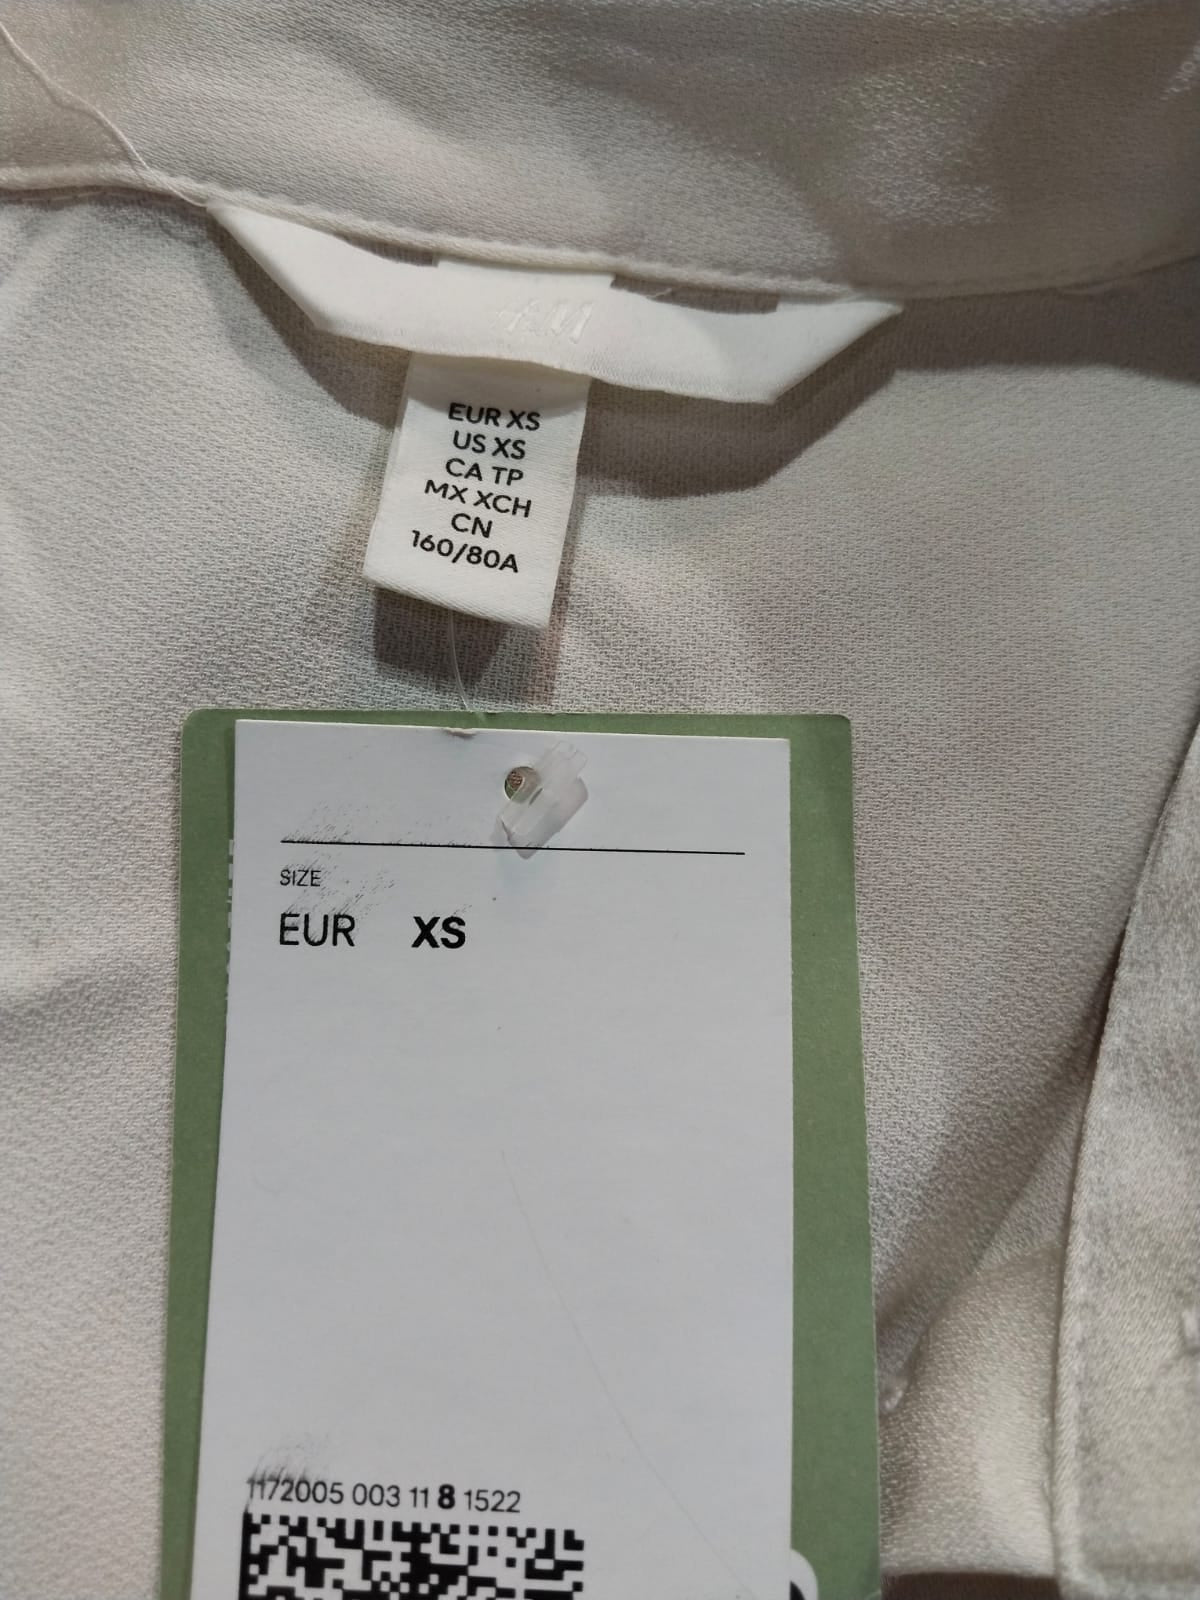 H&M
EUR XS
US XS
CA TP
MX XCH
CN
160/80A
SIZE
EUR XS
1172005 003 11 8 1522